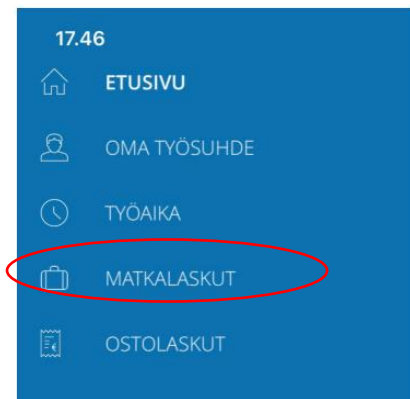 17.46
ETUSIVU
OMA TYÖSUHDE
TYÖAIKA
MATKALASKUT
OSTOLASKUT